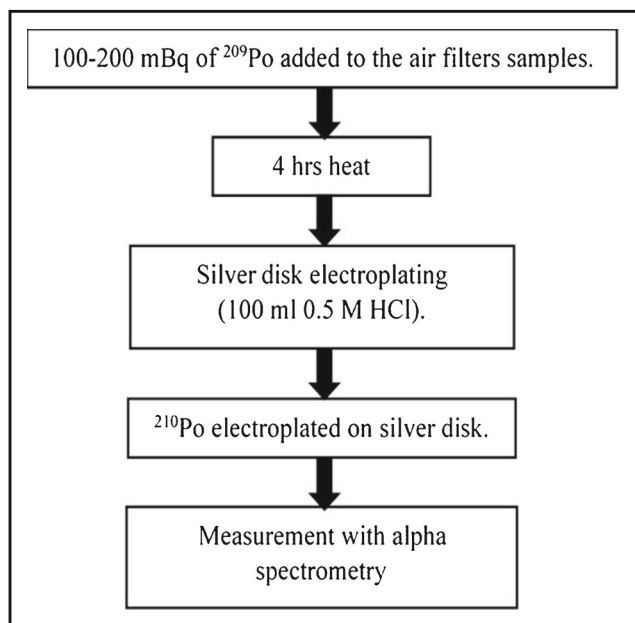 100-200 mBq of ²⁰⁹Po added to the air filters samples.
4 hrs heat
Silver disk electroplating
(100 ml 0.5 M HCl).
²¹⁰Po electroplated on silver disk.
Measurement with alpha
spectrometry